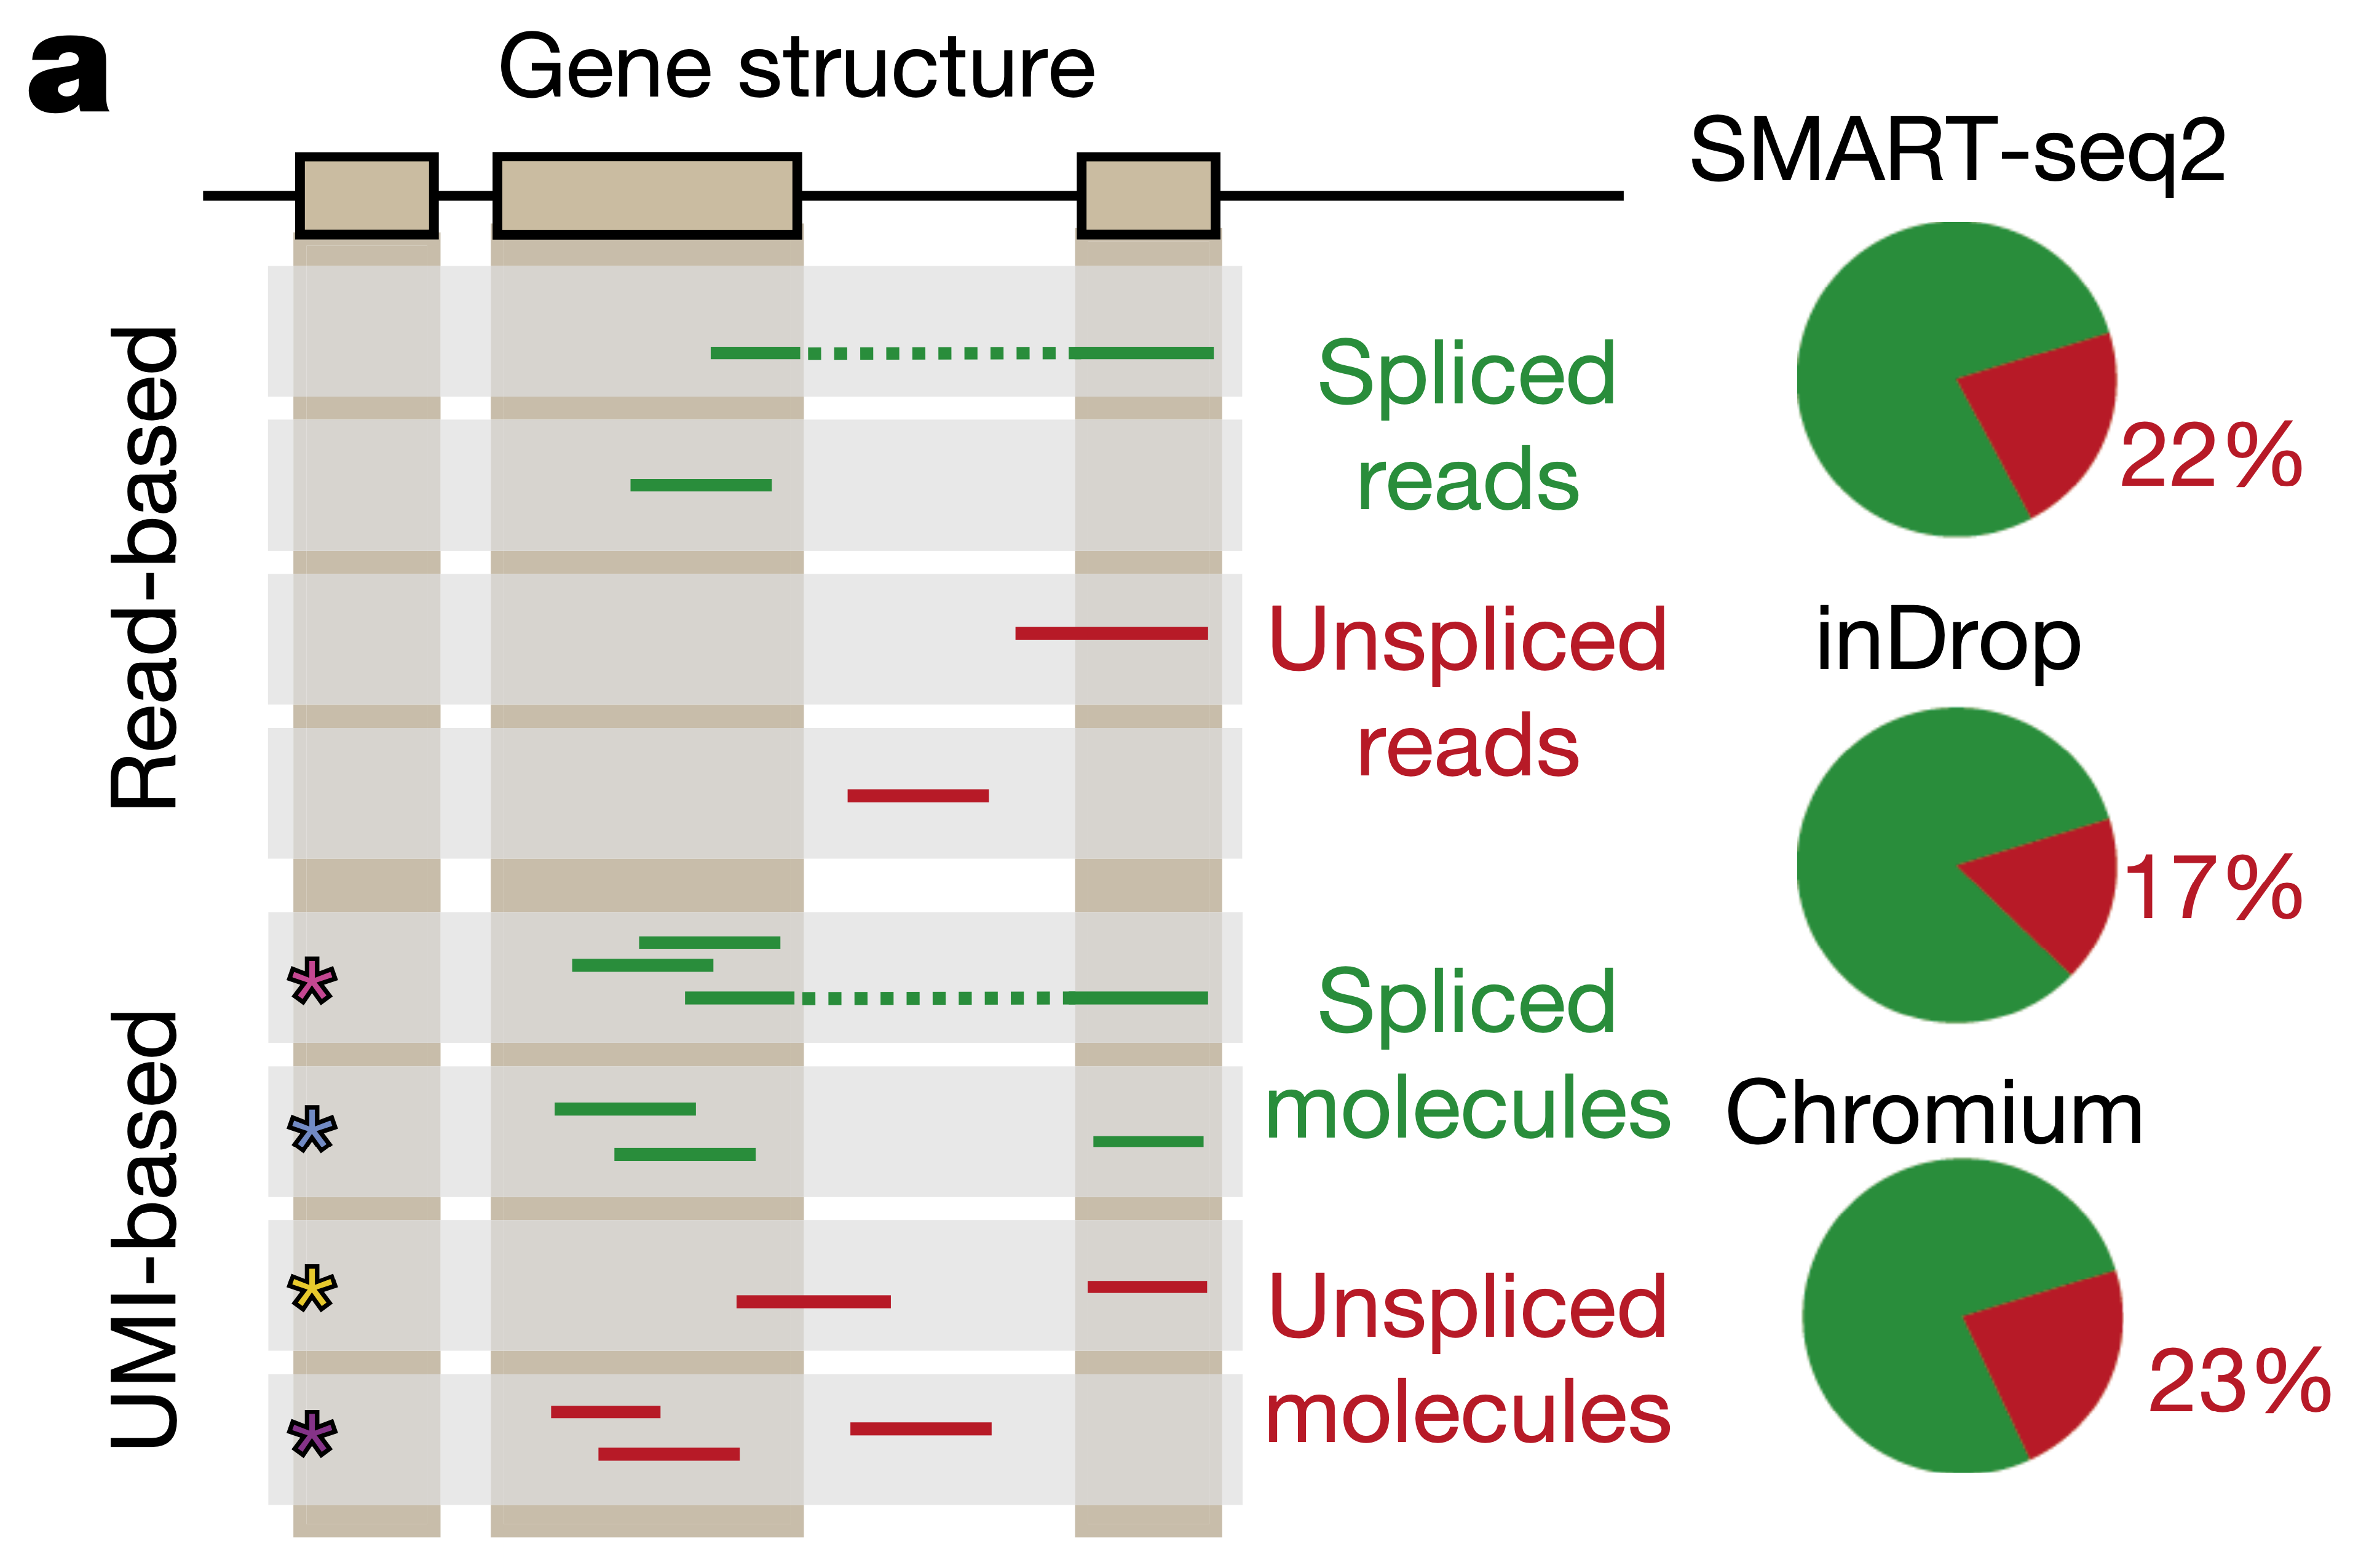 a
Gene structure
SMART-seq2
Read-based
Spliced
reads
22%
Unspliced
reads
inDrop
17%
UMI-based
*
Spliced
molecules
*
Chromium
*
Unspliced
molecules
*
23%